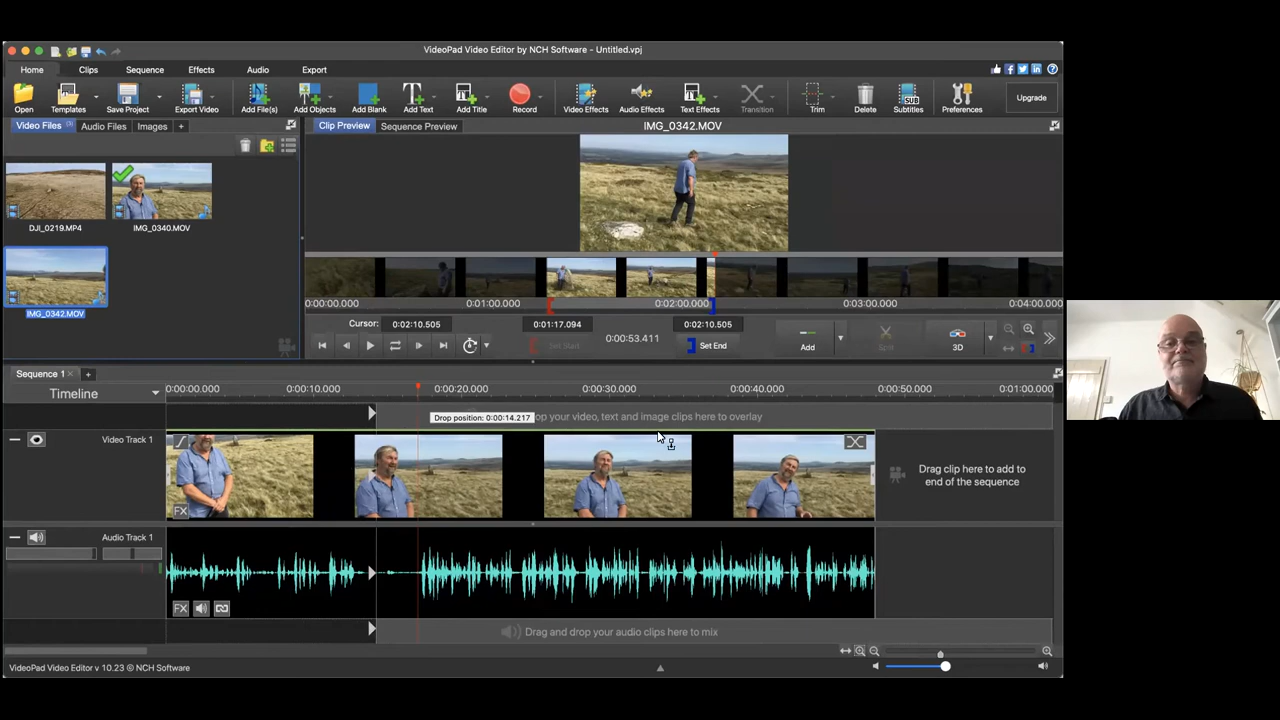 VideoPad Video Editor by NCH Software - Untitled.vpj
Home Clips Sequence Effects Audio Export
Open Templates Save Project Export Video Add File(s) Add Objects Add Blank Add Text Add Title Record Video Effects Audio Effects Text Effects Transition Trim Delete Subtitles Preferences Upgrade
Video Files (3) Audio Files Images +
Clip Preview Sequence Preview IMG_0342.MOV
DJI_0219.MP4 IMG_0340.MOV
IMG_0342.MOV
0:00:00.000 0:01:00.000 0:02:00.000 0:03:00.000 0:04:00.000
Cursor: 0:02:10.505 0:01:17.094 0:02:10.505
Set Start 0:00:53.411 Set End Add Split 3D
Sequence 1 +
Timeline 0:00:00.000 0:00:10.000 0:00:20.000 0:00:30.000 0:00:40.000 0:00:50.000 0:01:00.000
Drop position: 0:00:14.217 op your video, text and image clips here to overlay
Video Track 1
Drag clip here to add to
end of the sequence
FX
Audio Track 1
FX
Drag and drop your audio clips here to mix
VideoPad Video Editor v 10.23 © NCH Software